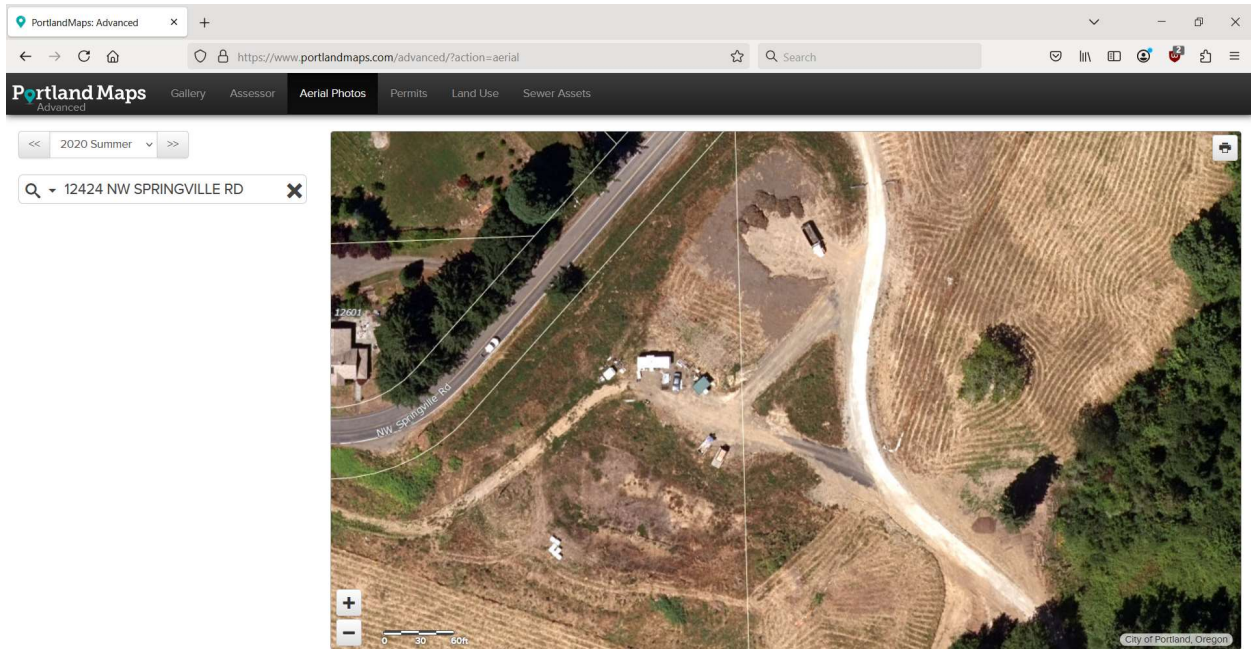 PortlandMaps: Advanced
https://www.portlandmaps.com/advanced/?action=aerial
Search
2
Portland Maps
Advanced
Gallery
Assessor
Aerial Photos
Permits
Land Use
Sewer Assets
<<
2020 Summer
>>
12424 NW SPRINGVILLE RD
12601
NW Springville Rd
+
−
0 30 60ft
City of Portland, Oregon